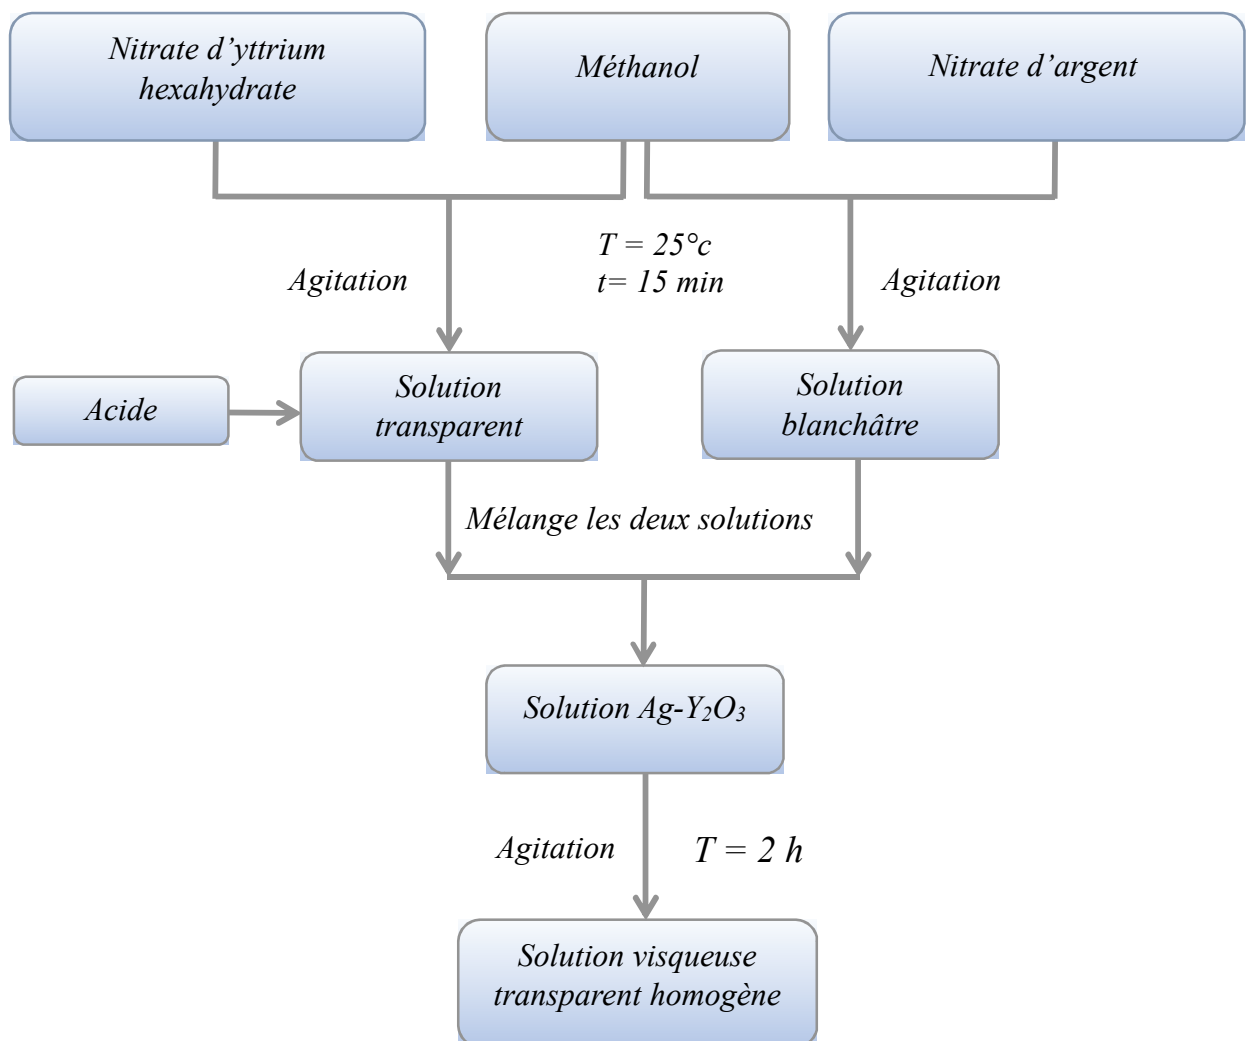 Nitrate d’yttrium
hexahydrate
Méthanol
Nitrate d’argent
T = 25°c
t= 15 min
Agitation
Agitation
Acide
Solution
transparent
Solution
blanchâtre
Mélange les deux solutions
Solution Ag-Y₂O₃
Agitation
T = 2 h
Solution visqueuse
transparent homogène